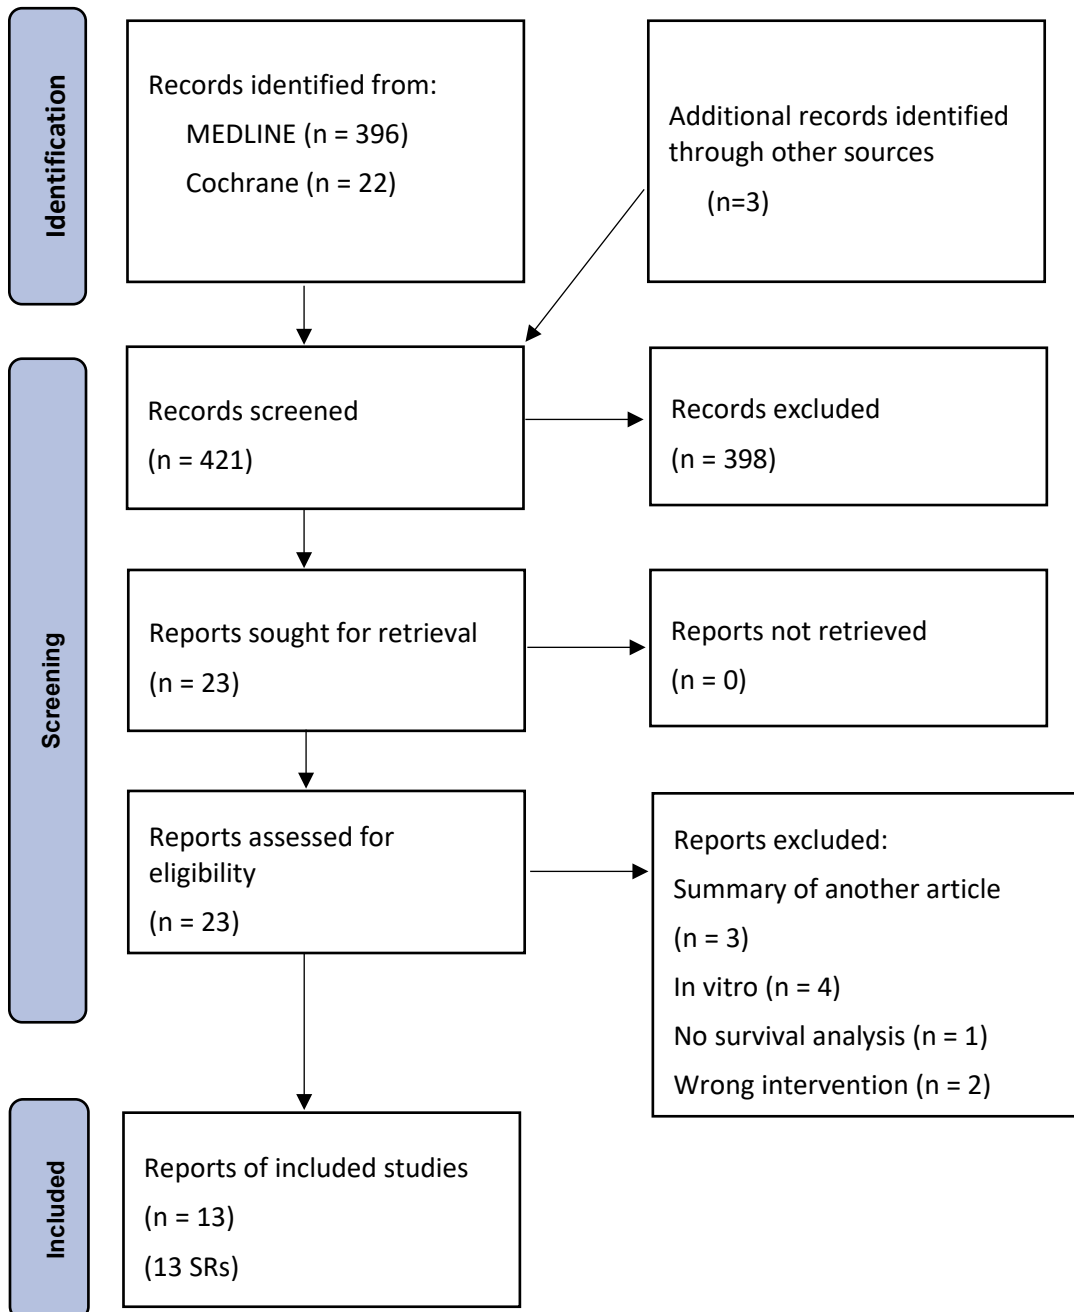 Identification
Records identified from:
MEDLINE (n = 396)
Cochrane (n = 22)
Additional records identified
through other sources
(n=3)
Screening
Records screened
(n = 421)
Records excluded
(n = 398)
Reports sought for retrieval
(n = 23)
Reports not retrieved
(n = 0)
Reports assessed for
eligibility
(n = 23)
Reports excluded:
Summary of another article
(n = 3)
In vitro (n = 4)
No survival analysis (n = 1)
Wrong intervention (n = 2)
Included
Reports of included studies
(n = 13)
(13 SRs)